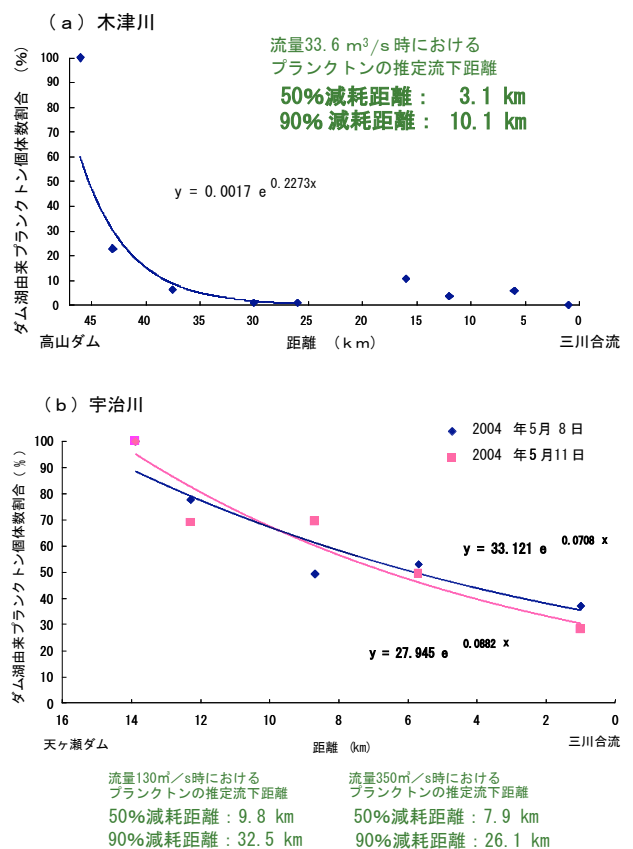 (a) 木津川
流量33.6 m³/s 時における
プランクトンの推定流下距離
50%減耗距離： 3.1 km
90% 減耗距離： 10.1 km
ダム湖由来プランクトン個体数割合 (%)
100
90
80
70
60
50
40
30
20
10
0
y = 0.0017 e^0.2273x
45 40 35 30 25 20 15 10 5 0
高山ダム 距離 (km) 三川合流
(b) 宇治川
2004 年5月 8日
2004 年5月11日
ダム湖由来プランクトン個体数割合 (%)
100
90
80
70
60
50
40
30
20
10
0
y = 33.121 e^0.0708 x
y = 27.945 e^0.0882 x
16 14 12 10 8 6 4 2 0
天ヶ瀬ダム 距離 (km) 三川合流
流量130㎥/s時における
プランクトンの推定流下距離
50%減耗距離：9.8 km
90%減耗距離：32.5 km
流量350㎥/s時における
プランクトンの推定流下距離
50%減耗距離：7.9 km
90%減耗距離：26.1 km